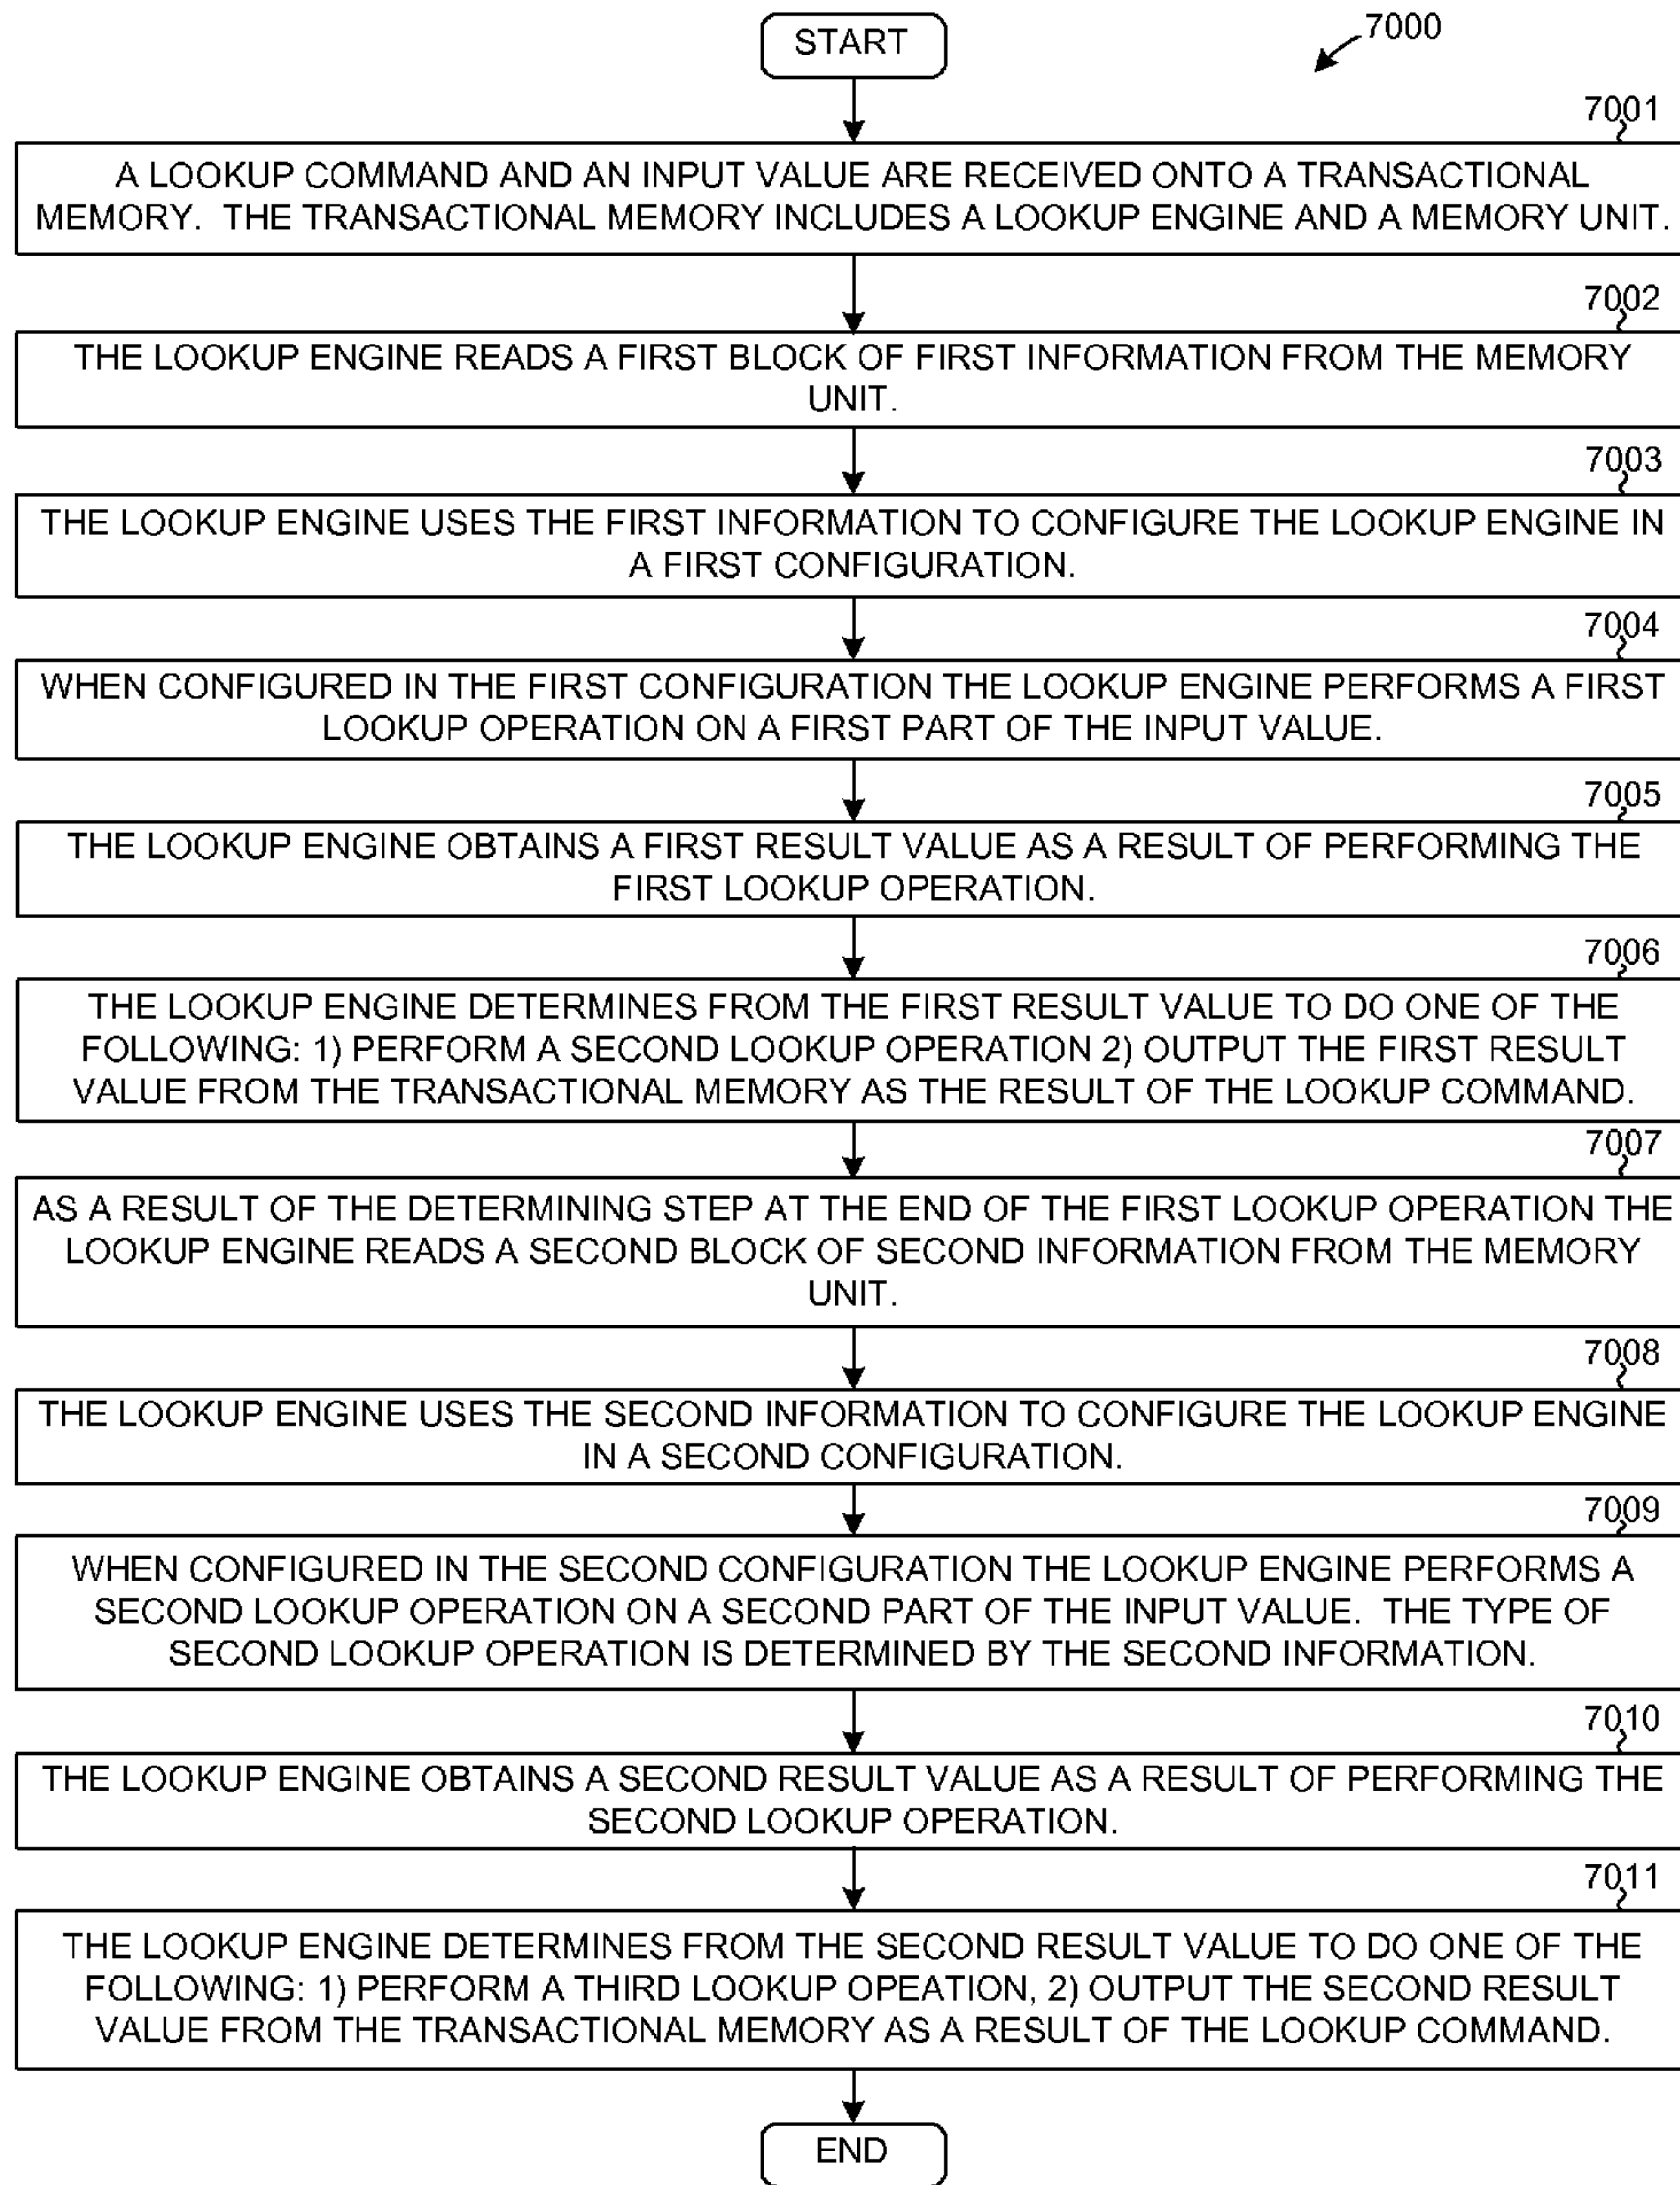 START
7000
7001
A LOOKUP COMMAND AND AN INPUT VALUE ARE RECEIVED ONTO A TRANSACTIONAL
MEMORY. THE TRANSACTIONAL MEMORY INCLUDES A LOOKUP ENGINE AND A MEMORY UNIT.
7002
THE LOOKUP ENGINE READS A FIRST BLOCK OF FIRST INFORMATION FROM THE MEMORY
UNIT.
7003
THE LOOKUP ENGINE USES THE FIRST INFORMATION TO CONFIGURE THE LOOKUP ENGINE IN
A FIRST CONFIGURATION.
7004
WHEN CONFIGURED IN THE FIRST CONFIGURATION THE LOOKUP ENGINE PERFORMS A FIRST
LOOKUP OPERATION ON A FIRST PART OF THE INPUT VALUE.
7005
THE LOOKUP ENGINE OBTAINS A FIRST RESULT VALUE AS A RESULT OF PERFORMING THE
FIRST LOOKUP OPERATION.
7006
THE LOOKUP ENGINE DETERMINES FROM THE FIRST RESULT VALUE TO DO ONE OF THE
FOLLOWING: 1) PERFORM A SECOND LOOKUP OPERATION 2) OUTPUT THE FIRST RESULT
VALUE FROM THE TRANSACTIONAL MEMORY AS THE RESULT OF THE LOOKUP COMMAND.
7007
AS A RESULT OF THE DETERMINING STEP AT THE END OF THE FIRST LOOKUP OPERATION THE
LOOKUP ENGINE READS A SECOND BLOCK OF SECOND INFORMATION FROM THE MEMORY
UNIT.
7008
THE LOOKUP ENGINE USES THE SECOND INFORMATION TO CONFIGURE THE LOOKUP ENGINE
IN A SECOND CONFIGURATION.
7009
WHEN CONFIGURED IN THE SECOND CONFIGURATION THE LOOKUP ENGINE PERFORMS A
SECOND LOOKUP OPERATION ON A SECOND PART OF THE INPUT VALUE. THE TYPE OF
SECOND LOOKUP OPERATION IS DETERMINED BY THE SECOND INFORMATION.
7010
THE LOOKUP ENGINE OBTAINS A SECOND RESULT VALUE AS A RESULT OF PERFORMING THE
SECOND LOOKUP OPERATION.
7011
THE LOOKUP ENGINE DETERMINES FROM THE SECOND RESULT VALUE TO DO ONE OF THE
FOLLOWING: 1) PERFORM A THIRD LOOKUP OPEATION, 2) OUTPUT THE SECOND RESULT
VALUE FROM THE TRANSACTIONAL MEMORY AS A RESULT OF THE LOOKUP COMMAND.
END